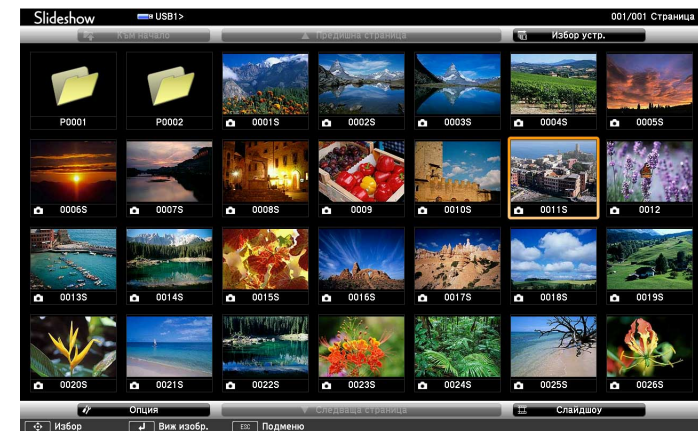 Slideshow USB1> 001/001 Страница
Към начало Предишна страница Избор устр.
P0001 P0002 0001S 0002S 0003S 0004S 0005S
0006S 0007S 0008S 0009 0010S 0011S 0012
0013S 0014S 0015S 0016S 0017S 0018S 0019S
0020S 0021S 0022S 0023S 0024S 0025S 0026S
Опция Следваща страница Слайдшоу
Избор Виж изобр. ESC Подменю